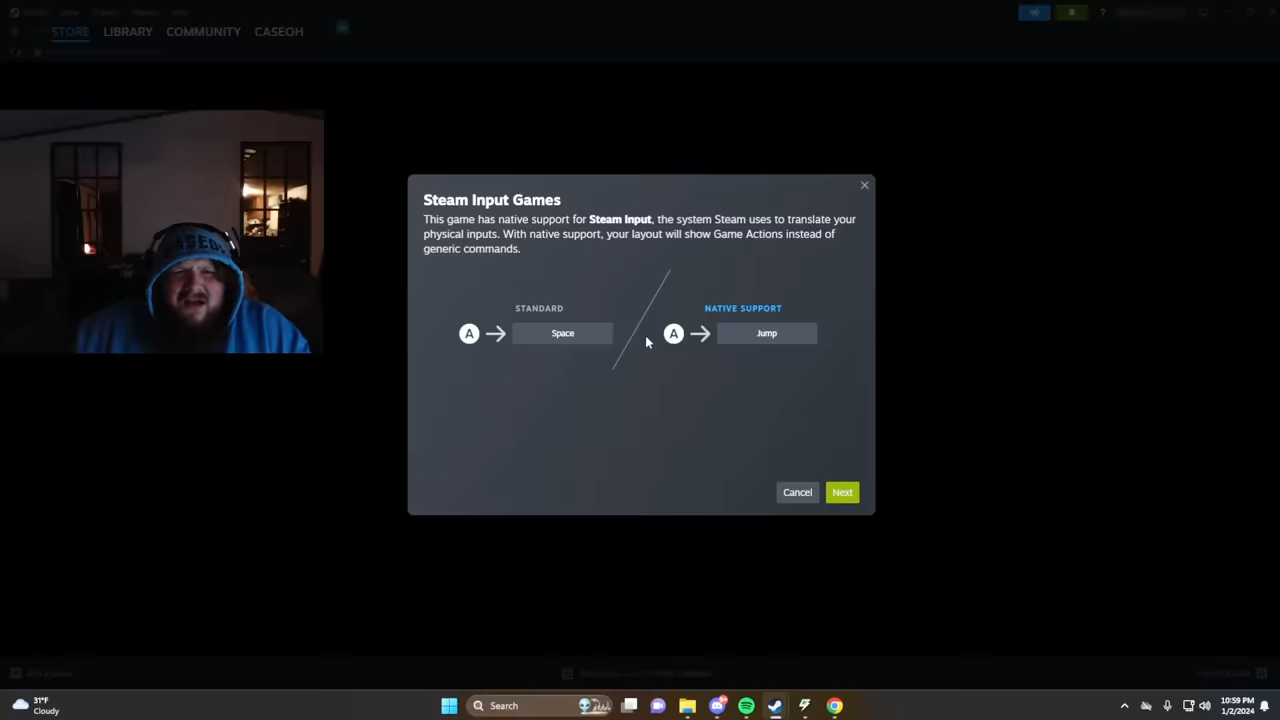 STORE LIBRARY COMMUNITY CASEOH
?
CASEOH
Steam Input Games
This game has native support for Steam Input, the system Steam uses to translate your
physical inputs. With native support, your layout will show Game Actions instead of
generic commands.
STANDARD
A Space
NATIVE SUPPORT
A Jump
Cancel Next
31°F
Cloudy
Search
10:59 PM
1/2/2024